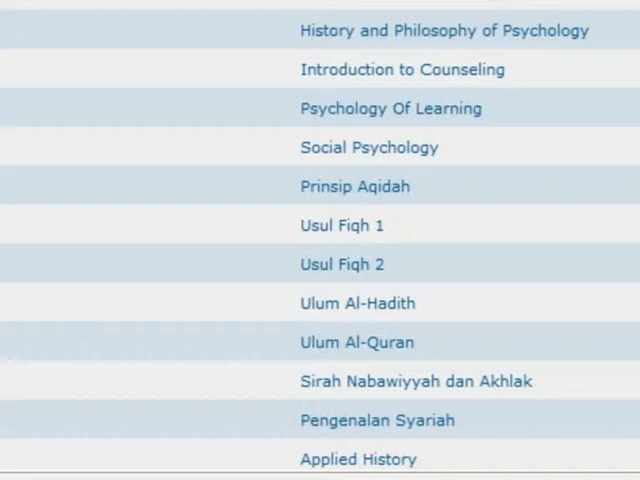 History and Philosophy of Psychology
Introduction to Counseling
Psychology Of Learning
Social Psychology
Prinsip Aqidah
Usul Fiqh 1
Usul Fiqh 2
Ulum Al-Hadith
Ulum Al-Quran
Sirah Nabawiyyah dan Akhlak
Pengenalan Syariah
Applied History